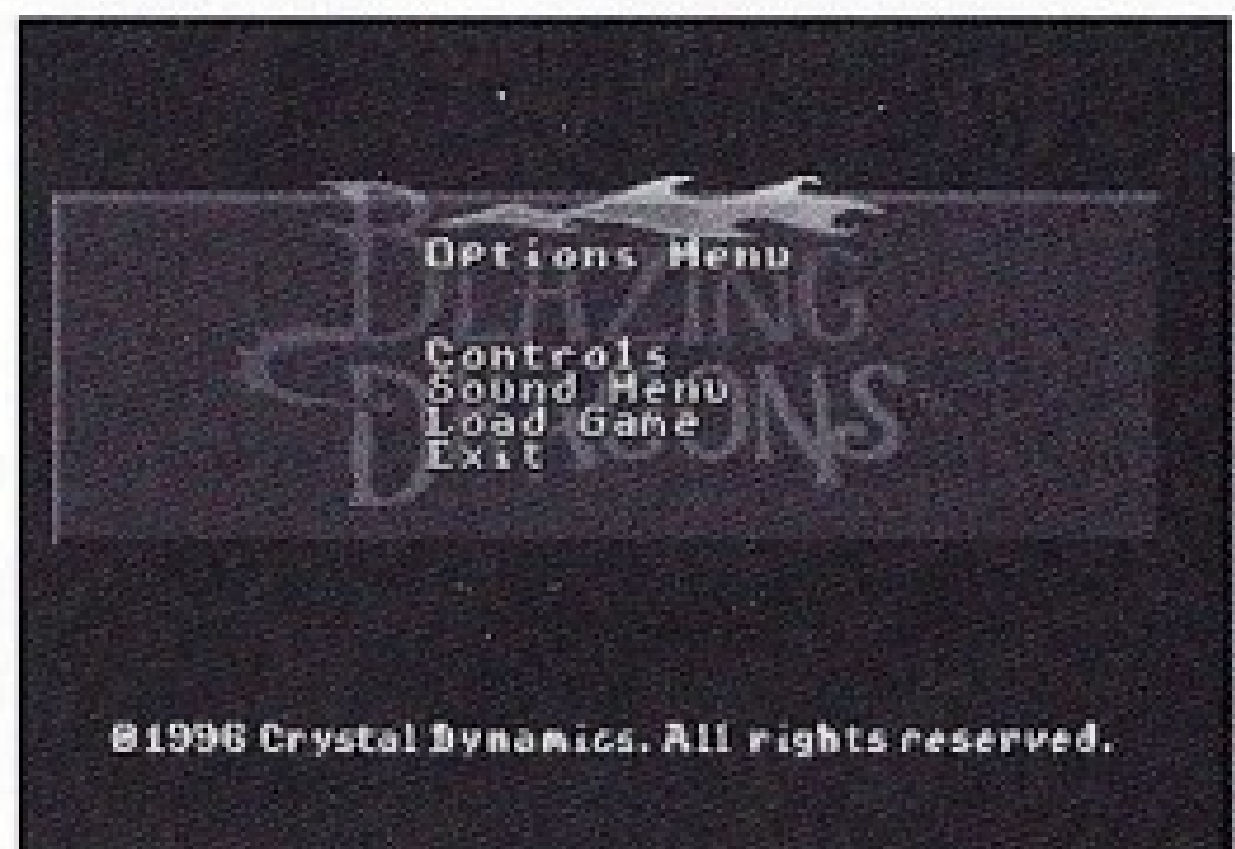 BLAZING
DRAGONS
Options Menu
Controls
Sound Menu
Load Game
Exit
©1996 Crystal Dynamics. All rights reserved.